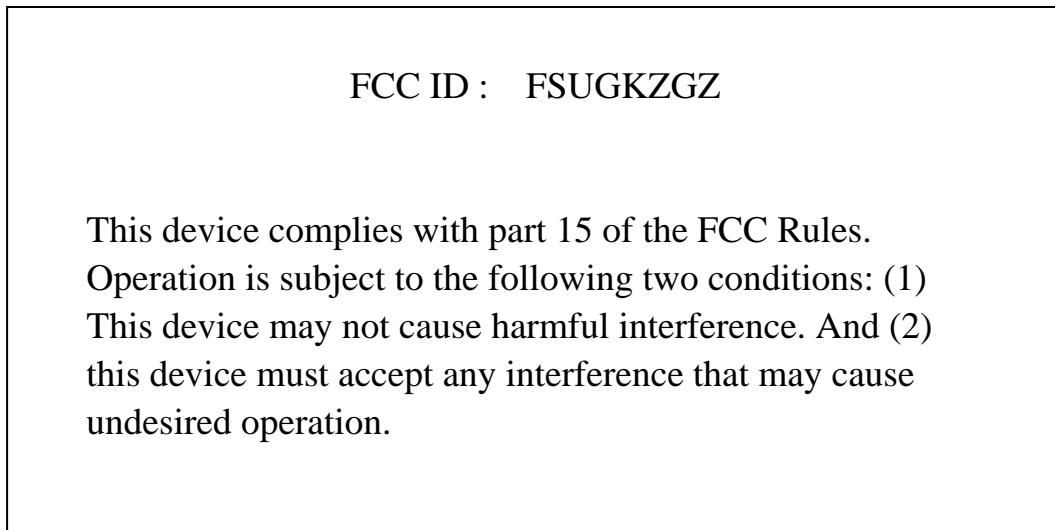 FCC ID :   FSUGKZGZ
This device complies with part 15 of the FCC Rules.
Operation is subject to the following two conditions: (1)
This device may not cause harmful interference. And (2)
this device must accept any interference that may cause
undesired operation.